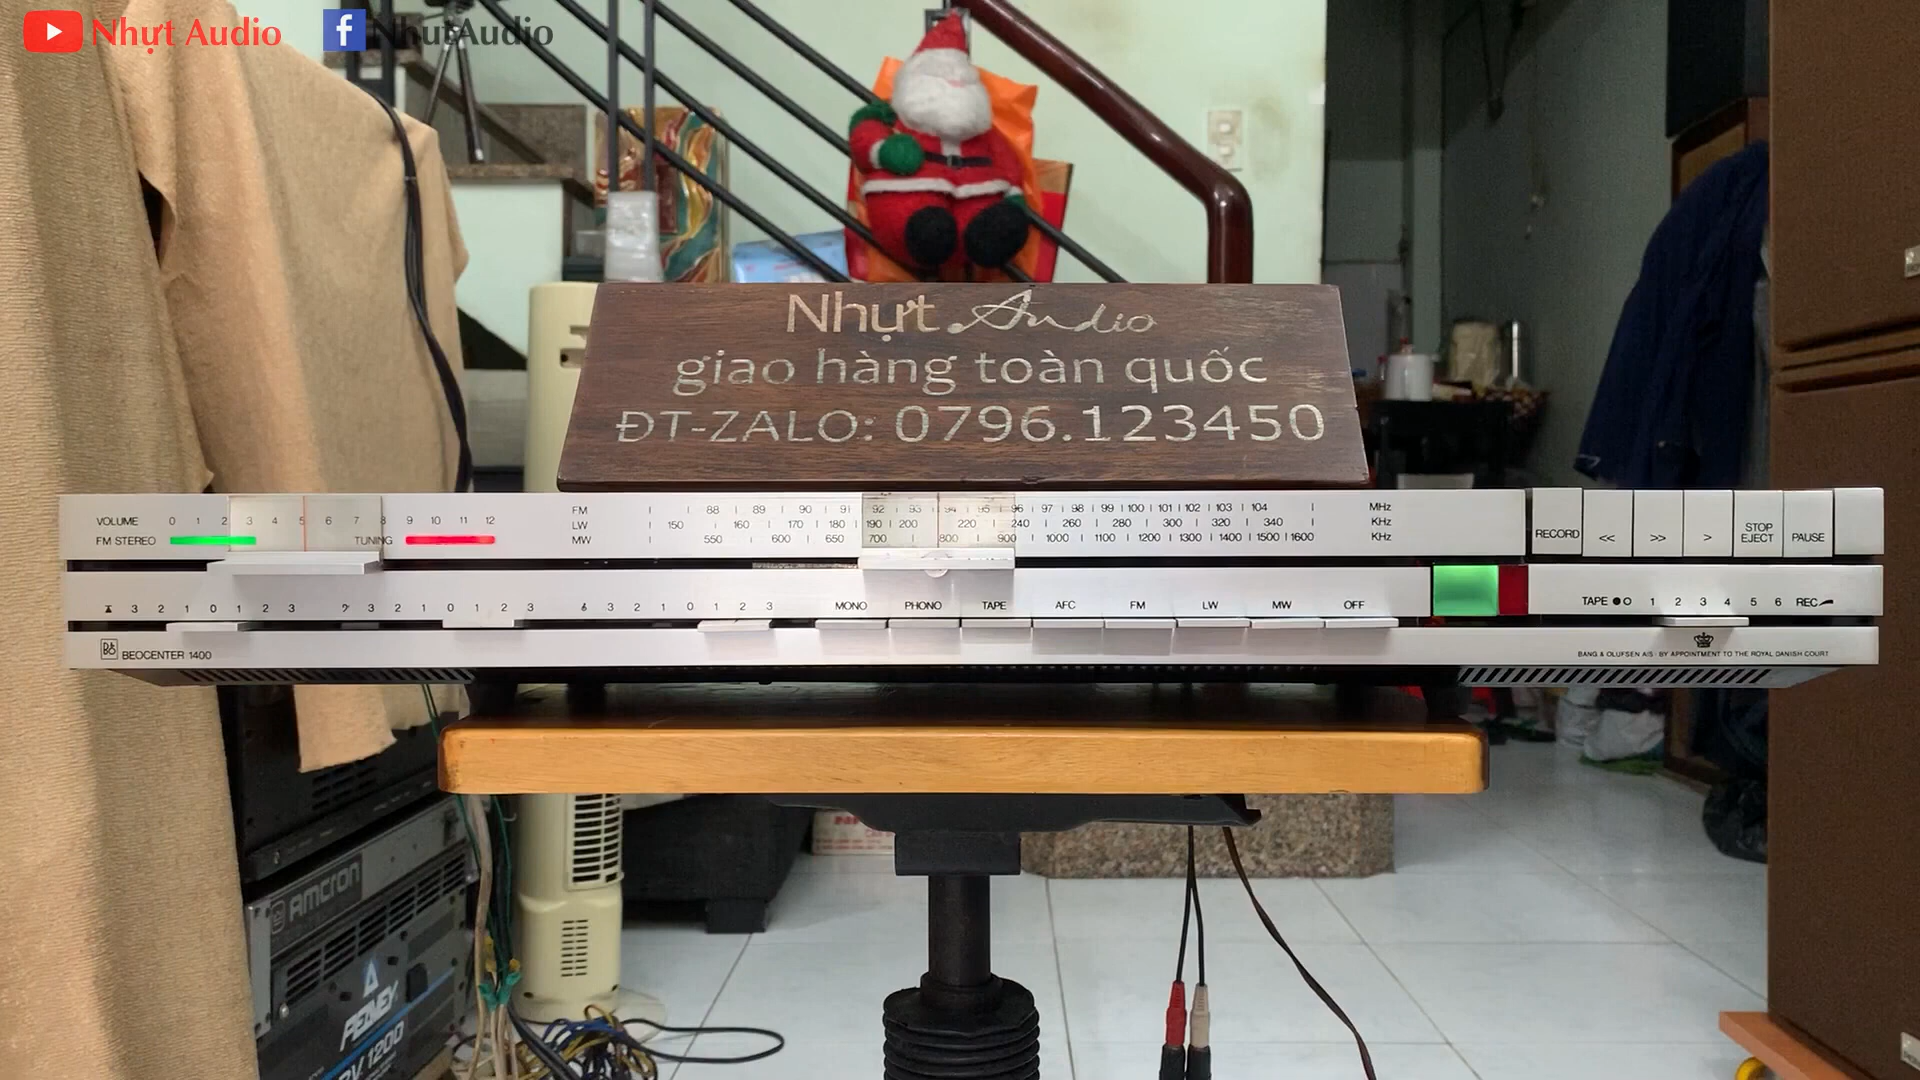 Nhựt Audio
NhutAudio
Nhựt Audio
giao hàng toàn quốc
ĐT-ZALO: 0796.123450
VOLUME 0 1 2 3 4 5 6 7 8 9 10 11 12
FM STEREO TUNING
FM 88 89 90 91 92 93 94 95 96 97 98 99 100 101 102 103 104 MHz
LW 150 160 170 180 190 200 220 240 260 280 300 320 340 KHz
MW 550 600 650 700 800 900 1000 1100 1200 1300 1400 1500 1600 KHz
RECORD << >> > STOP EJECT PAUSE
3 2 1 0 1 2 3 3 2 1 0 1 2 3 3 2 1 0 1 2 3 MONO PHONO TAPE AFC FM LW MW OFF
TAPE 1 2 3 4 5 6 REC
BEOCENTER 1400
BANG & OLUFSEN A/S · BY APPOINTMENT TO THE ROYAL DANISH COURT
AMCRON
PEAVEY
PV 1200